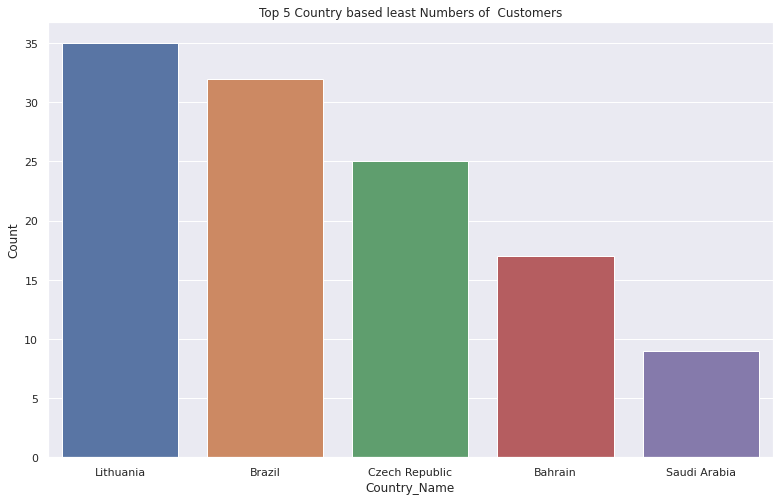 Top 5 Country based least Numbers of  Customers
35
30
25
20
15
10
5
0
Count
Lithuania Brazil Czech Republic Bahrain Saudi Arabia
Country_Name